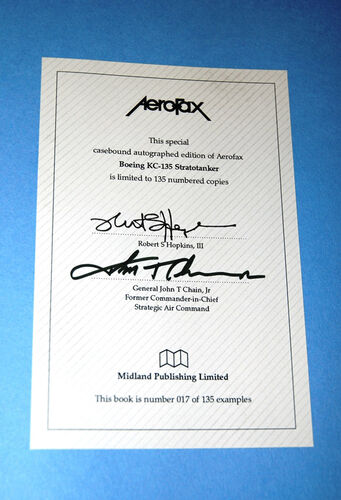 AeroFax
This special
casebound autographed edition of Aerofax
Boeing KC-135 Stratotanker
is limited to 135 numbered copies
Robert S Hopkins, III
General John T Chain, Jr
Former Commander-in-Chief
Strategic Air Command
Midland Publishing Limited
This book is number 017 of 135 examples